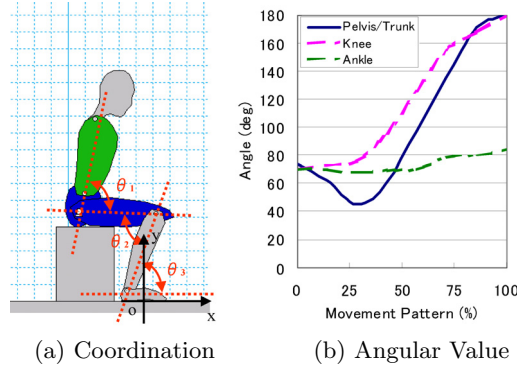 θ1
θ2
θ3
y
o
x
(a) Coordination
Pelvis/Trunk
Knee
Ankle
Angle (deg)
180
160
140
120
100
80
60
40
20
0
0 25 50 75 100
Movement Pattern (%)
(b) Angular Value